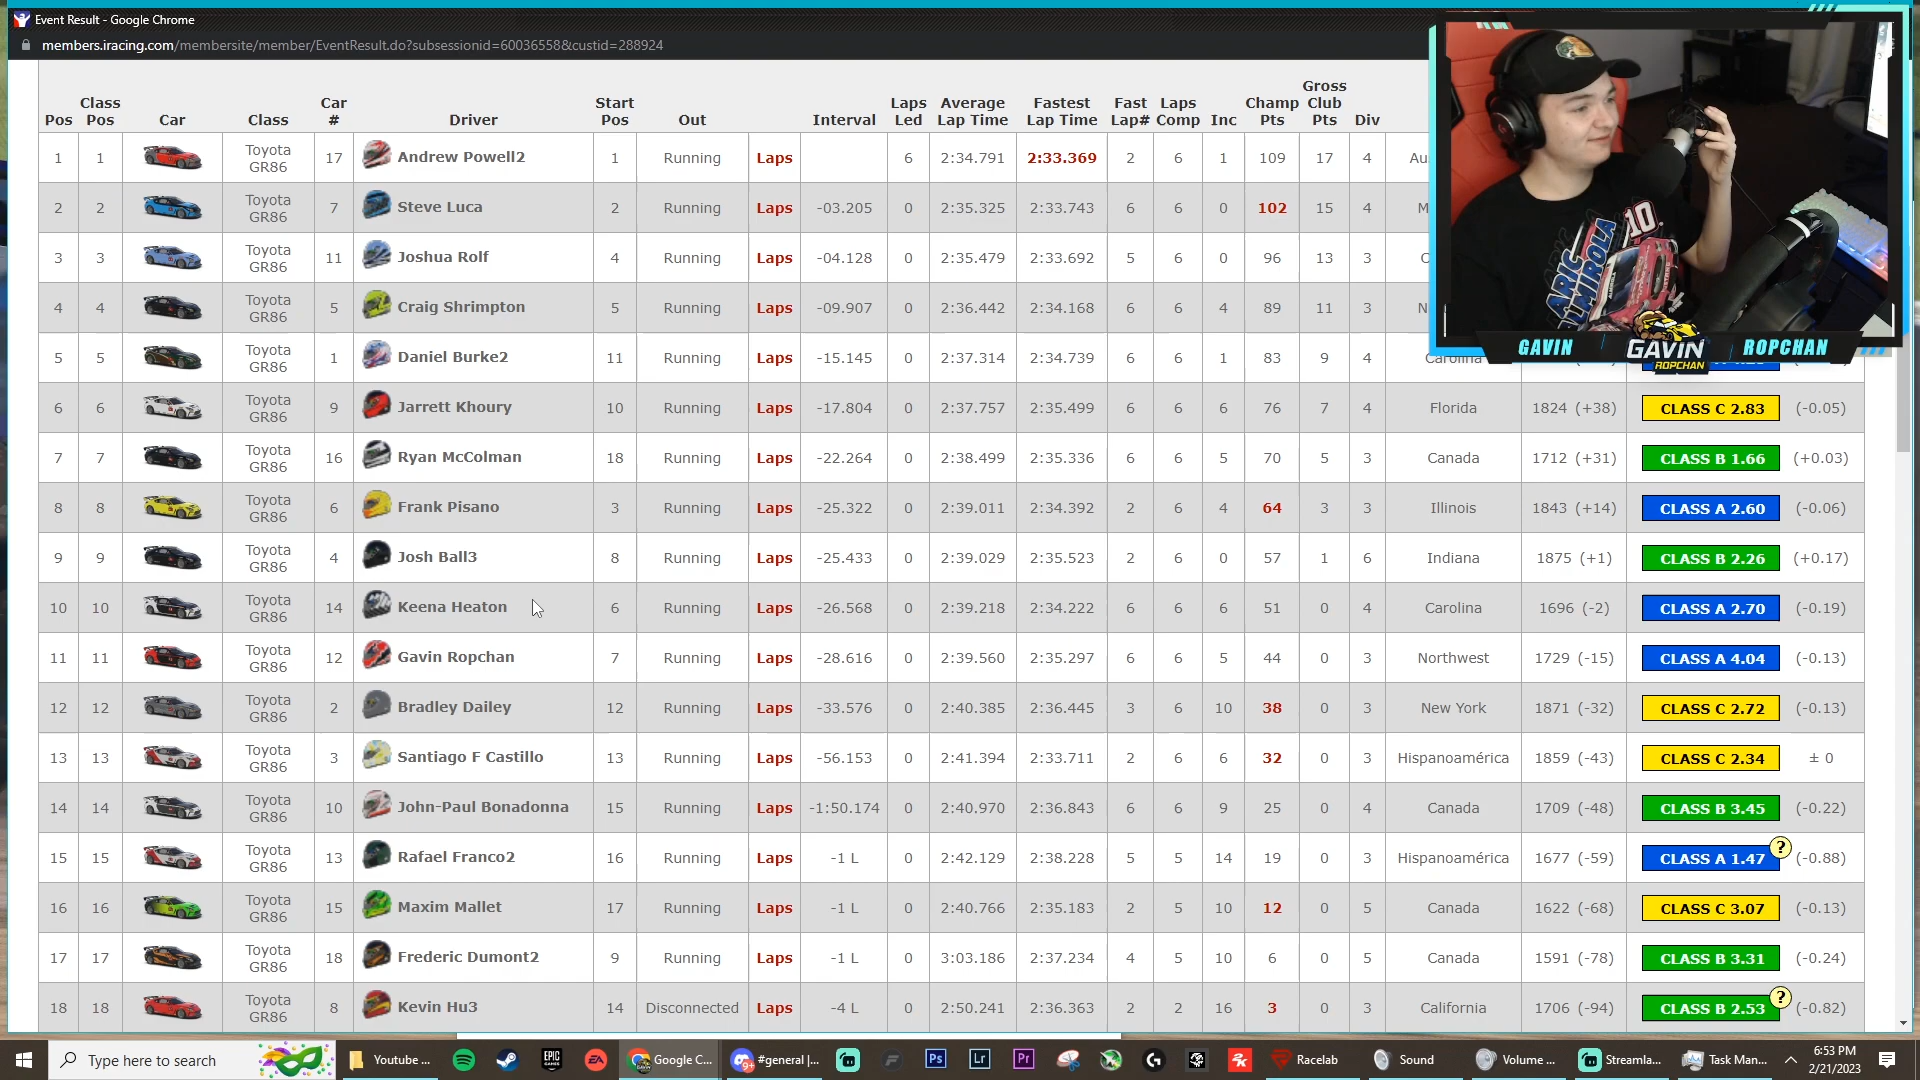 Event Result - Google Chrome
members.iracing.com/membersite/member/EventResult.do?subsessionid=60036558&custid=288924
Pos Class Pos Car Class Car # Driver Start Pos Out Interval Laps Led Average Lap Time Fastest Lap Time Fast Lap# Laps Comp Inc Champ Pts Gross Club Pts Div
1 1 Toyota GR86 17 Andrew Powell2 1 Running Laps 6 2:34.791 2:33.369 2 6 1 109 17 4
2 2 Toyota GR86 7 Steve Luca 2 Running Laps -03.205 0 2:35.325 2:33.743 6 6 0 102 15 4
3 3 Toyota GR86 11 Joshua Rolf 4 Running Laps -04.128 0 2:35.479 2:33.692 5 6 0 96 13 3
4 4 Toyota GR86 5 Craig Shrimpton 5 Running Laps -09.907 0 2:36.442 2:34.168 6 6 4 89 11 3
5 5 Toyota GR86 1 Daniel Burke2 11 Running Laps -15.145 0 2:37.314 2:34.739 6 6 1 83 9 4 Carolina
6 6 Toyota GR86 9 Jarrett Khoury 10 Running Laps -17.804 0 2:37.757 2:35.499 6 6 6 76 7 4 Florida 1824 (+38) CLASS C 2.83 (-0.05)
7 7 Toyota GR86 16 Ryan McColman 18 Running Laps -22.264 0 2:38.499 2:35.336 6 6 5 70 5 3 Canada 1712 (+31) CLASS B 1.66 (+0.03)
8 8 Toyota GR86 6 Frank Pisano 3 Running Laps -25.322 0 2:39.011 2:34.392 2 6 4 64 3 3 Illinois 1843 (+14) CLASS A 2.60 (-0.06)
9 9 Toyota GR86 4 Josh Ball3 8 Running Laps -25.433 0 2:39.029 2:35.523 2 6 0 57 1 6 Indiana 1875 (+1) CLASS B 2.26 (+0.17)
10 10 Toyota GR86 14 Keena Heaton 6 Running Laps -26.568 0 2:39.218 2:34.222 6 6 6 51 0 4 Carolina 1696 (-2) CLASS A 2.70 (-0.19)
11 11 Toyota GR86 12 Gavin Ropchan 7 Running Laps -28.616 0 2:39.560 2:35.297 6 6 5 44 0 3 Northwest 1729 (-15) CLASS A 4.04 (-0.13)
12 12 Toyota GR86 2 Bradley Dailey 12 Running Laps -33.576 0 2:40.385 2:36.445 3 6 10 38 0 3 New York 1871 (-32) CLASS C 2.72 (-0.13)
13 13 Toyota GR86 3 Santiago F Castillo 13 Running Laps -56.153 0 2:41.394 2:33.711 2 6 6 32 0 3 Hispanoamérica 1859 (-43) CLASS C 2.34 ± 0
14 14 Toyota GR86 10 John-Paul Bonadonna 15 Running Laps -1:50.174 0 2:40.970 2:36.843 6 6 9 25 0 4 Canada 1709 (-48) CLASS B 3.45 (-0.22)
15 15 Toyota GR86 13 Rafael Franco2 16 Running Laps -1 L 0 2:42.129 2:38.228 5 5 14 19 0 3 Hispanoamérica 1677 (-59) CLASS A 1.47 ? (-0.88)
16 16 Toyota GR86 15 Maxim Mallet 17 Running Laps -1 L 0 2:40.766 2:35.183 2 5 10 12 0 5 Canada 1622 (-68) CLASS C 3.07 (-0.13)
17 17 Toyota GR86 18 Frederic Dumont2 9 Running Laps -1 L 0 3:03.186 2:37.234 4 5 10 6 0 5 Canada 1591 (-78) CLASS B 3.31 (-0.24)
18 18 Toyota GR86 8 Kevin Hu3 14 Disconnected Laps -4 L 0 2:50.241 2:36.363 2 2 16 3 0 3 California 1706 (-94) CLASS B 2.53 ? (-0.82)
ARIC ALMIROLA 10
GAVIN GAVIN ROPCHAN ROPCHAN
Type here to search Youtube ... EPIC GAMES EA Google C... #general |... Ps Lr Pr 2K Racelab Sound Volume ... Streamla... Task Man... 6:53 PM
2/21/2023